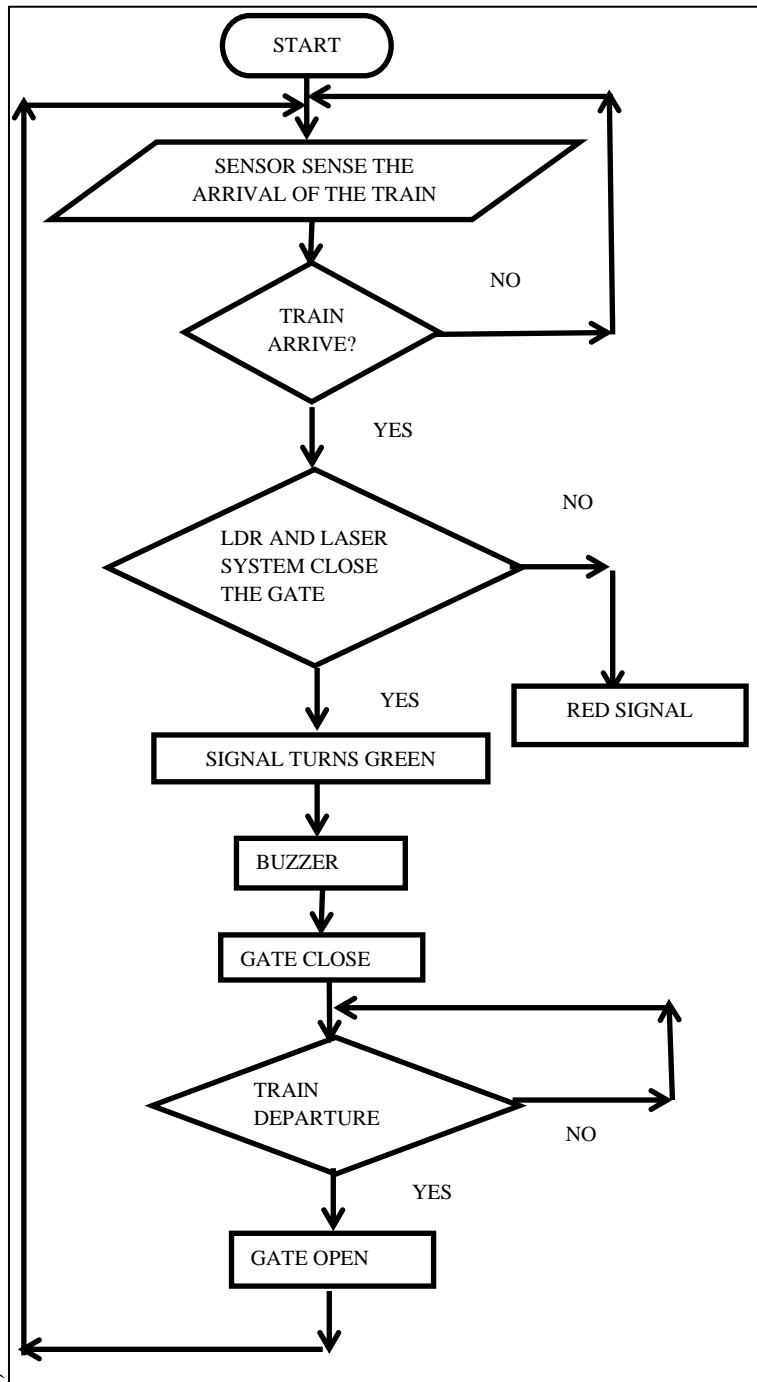 START
SENSOR SENSE THE
ARRIVAL OF THE TRAIN
NO
TRAIN
ARRIVE?
YES
NO
LDR AND LASER
SYSTEM CLOSE
THE GATE
YES
RED SIGNAL
SIGNAL TURNS GREEN
BUZZER
GATE CLOSE
TRAIN
DEPARTURE
NO
YES
GATE OPEN